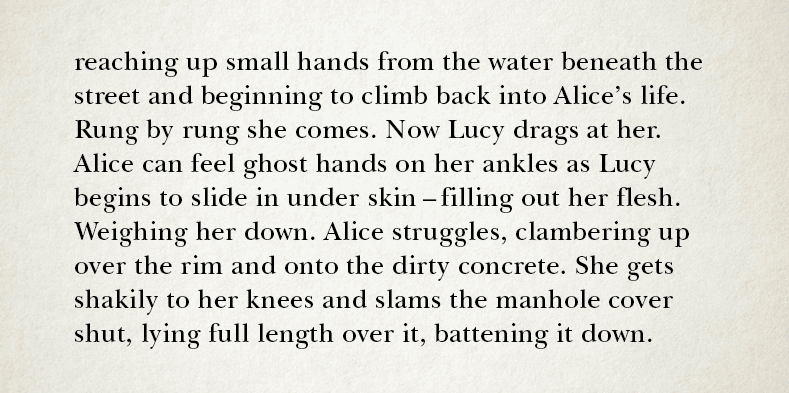 reaching up small hands from the water beneath the
street and beginning to climb back into Alice’s life.
Rung by rung she comes. Now Lucy drags at her.
Alice can feel ghost hands on her ankles as Lucy
begins to slide in under skin – filling out her flesh.
Weighing her down. Alice struggles, clambering up
over the rim and onto the dirty concrete. She gets
shakily to her knees and slams the manhole cover
shut, lying full length over it, battening it down.